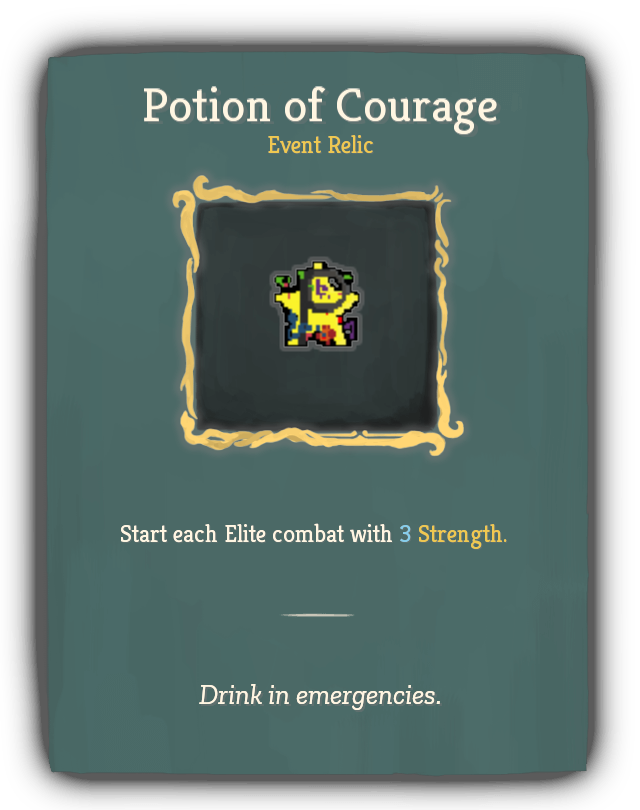 Potion of Courage
Event Relic
Start each Elite combat with 3 Strength.
Drink in emergencies.